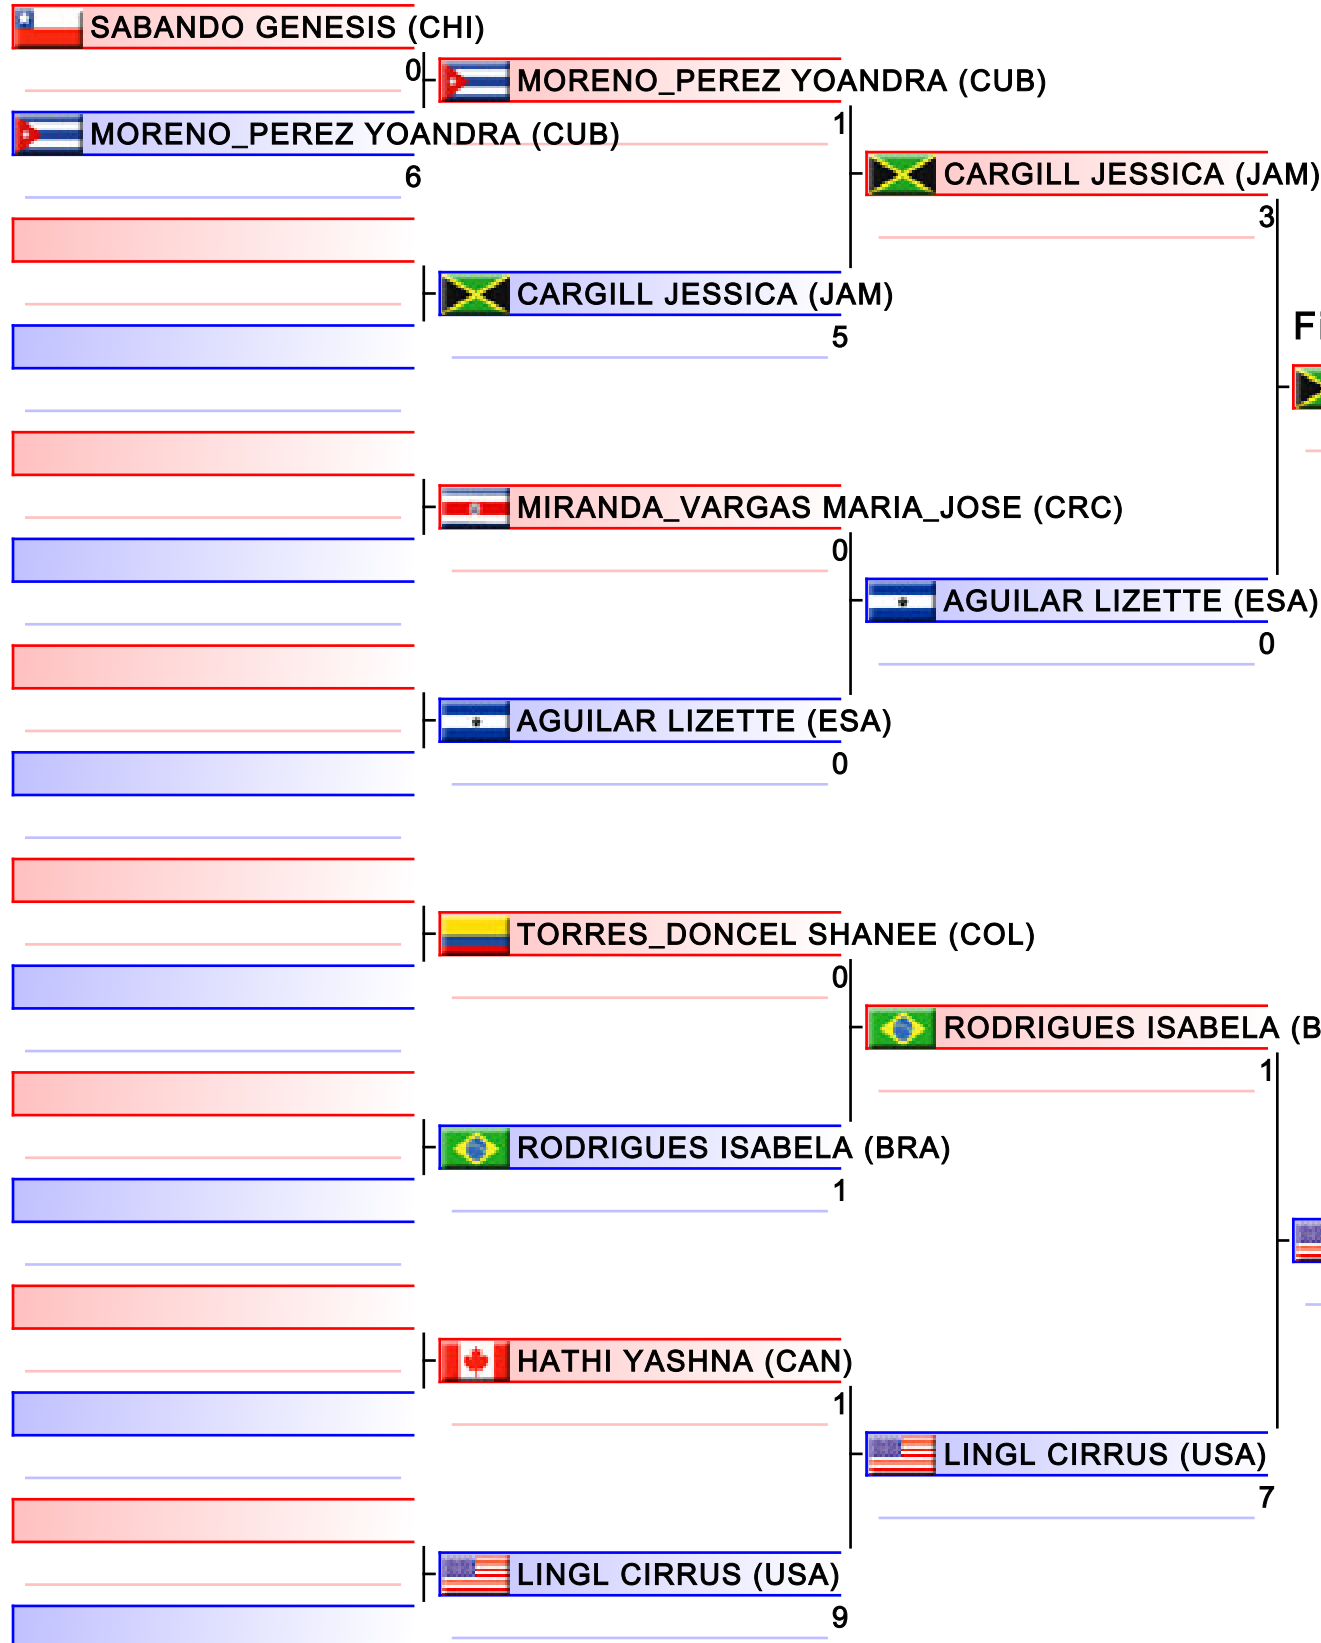 SABANDO GENESIS (CHI)
0
MORENO_PEREZ YOANDRA (CUB)
6
MORENO_PEREZ YOANDRA (CUB)
1
CARGILL JESSICA (JAM)
5
MIRANDA_VARGAS MARIA_JOSE (CRC)
0
AGUILAR LIZETTE (ESA)
0
TORRES_DONCEL SHANEE (COL)
0
RODRIGUES ISABELA (BRA)
1
HATHI YASHNA (CAN)
1
LINGL CIRRUS (USA)
9
CARGILL JESSICA (JAM)
3
AGUILAR LIZETTE (ESA)
0
RODRIGUES ISABELA (B
1
LINGL CIRRUS (USA)
7
Fi